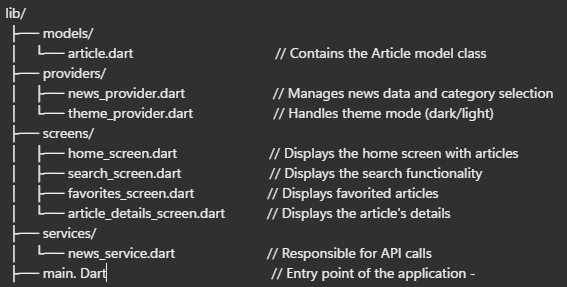 lib/
├── models/
│   └── article.dart // Contains the Article model class
├── providers/
│   ├── news_provider.dart // Manages news data and category selection
│   └── theme_provider.dart // Handles theme mode (dark/light)
├── screens/
│   ├── home_screen.dart // Displays the home screen with articles
│   ├── search_screen.dart // Displays the search functionality
│   ├── favorites_screen.dart // Displays favorited articles
│   └── article_details_screen.dart // Displays the article's details
├── services/
│   └── news_service.dart // Responsible for API calls
├── main. Dart // Entry point of the application -